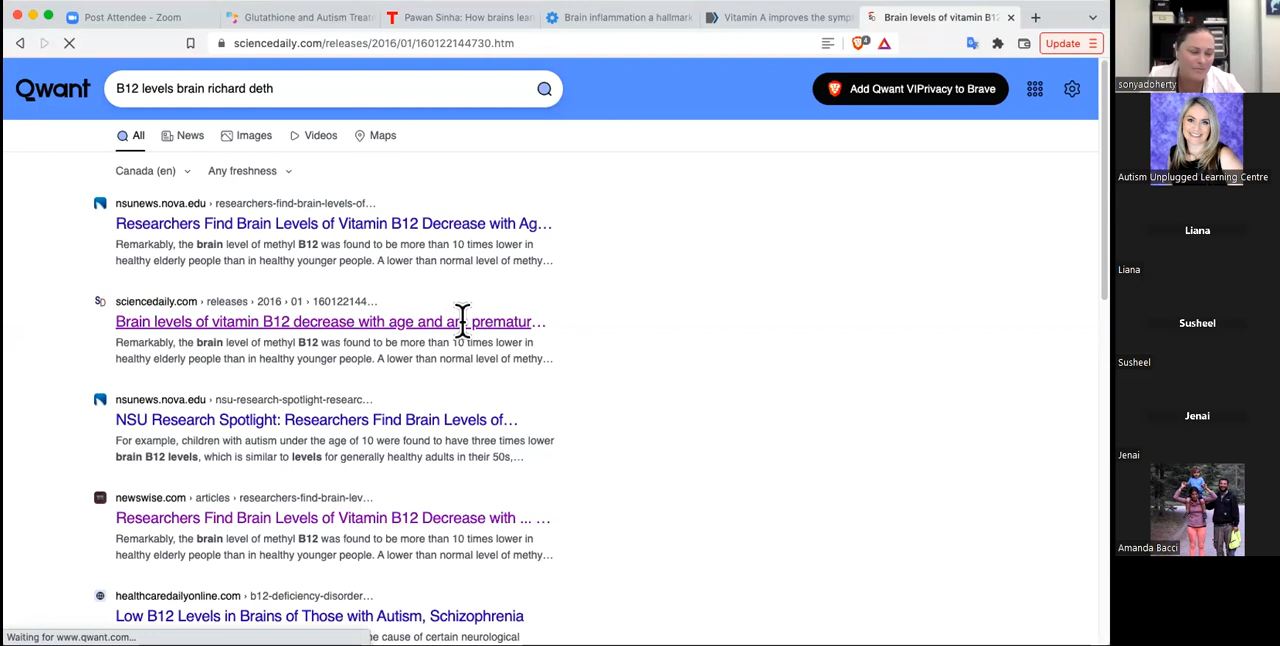 Post Attendee - Zoom
Glutathione and Autism Treat
Pawan Sinha: How brains lear
Brain inflammation a hallmark
Vitamin A improves the symp
Brain levels of vitamin B12
sciencedaily.com/releases/2016/01/160122144730.htm
4
Update
Qwant
B12 levels brain richard deth
Add Qwant VIPrivacy to Brave
All
News
Images
Videos
Maps
Canada (en)
Any freshness
nsunews.nova.edu › researchers-find-brain-levels-of...
Researchers Find Brain Levels of Vitamin B12 Decrease with Ag...
Remarkably, the brain level of methyl B12 was found to be more than 10 times lower in
healthy elderly people than in healthy younger people. A lower than normal level of methy...
sciencedaily.com › releases › 2016 › 01 › 160122144...
Brain levels of vitamin B12 decrease with age and are prematur...
Remarkably, the brain level of methyl B12 was found to be more than 10 times lower in
healthy elderly people than in healthy younger people. A lower than normal level of methy...
nsunews.nova.edu › nsu-research-spotlight-researc...
NSU Research Spotlight: Researchers Find Brain Levels of...
For example, children with autism under the age of 10 were found to have three times lower
brain B12 levels, which is similar to levels for generally healthy adults in their 50s,...
newswise.com › articles › researchers-find-brain-lev...
Researchers Find Brain Levels of Vitamin B12 Decrease with ... ...
Remarkably, the brain level of methyl B12 was found to be more than 10 times lower in
healthy elderly people than in healthy younger people. A lower than normal level of methy...
healthcaredailyonline.com › b12-deficiency-disorder...
Low B12 Levels in Brains of Those with Autism, Schizophrenia
he cause of certain neurological
Waiting for www.qwant.com...
sonyadoherty
Autism Unplugged Learning Centre
Liana
Liana
Susheel
Susheel
Jenai
Jenai
Amanda Bacci